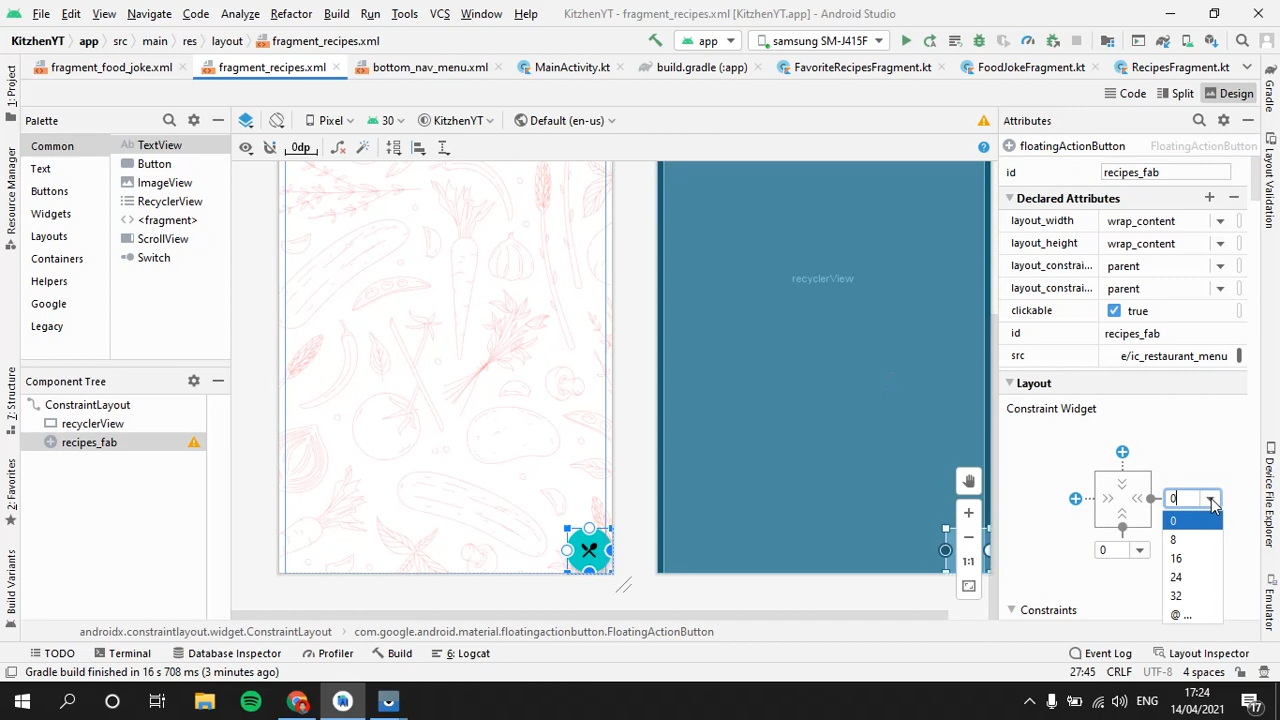 File Edit View Navigate Code Analyze Refactor Build Run Tools VCS Window Help KitzhenYT - fragment_recipes.xml [KitzhenYT.app] - Android Studio
KitzhenYT app src main res layout fragment_recipes.xml app samsung SM-J415F
fragment_food_joke.xml fragment_recipes.xml bottom_nav_menu.xml MainActivity.kt build.gradle (:app) FavoriteRecipesFragment.kt FoodJokeFragment.kt RecipesFragment.kt
Code Split Design
Palette Pixel 30 KitzhenYT Default (en-us) Attributes
Common
Text
Buttons
Widgets
Layouts
Containers
Helpers
Google
Legacy
Ab TextView
Button
ImageView
RecyclerView
<fragment>
ScrollView
Switch
0dp
recyclerView
Component Tree
ConstraintLayout
recyclerView
recipes_fab
1:1
floatingActionButton FloatingActionButton
id recipes_fab
Declared Attributes
layout_width wrap_content
layout_height wrap_content
layout_constrai... parent
layout_constrai... parent
clickable true
id recipes_fab
src e/ic_restaurant_menu
Layout
Constraint Widget
0
0
8
16
24
32
@ ...
0
Constraints
1: Project
Resource Manager
7: Structure
2: Favorites
Build Variants
Gradle
Layout Validation
Device File Explorer
Emulator
androidx.constraintlayout.widget.ConstraintLayout com.google.android.material.floatingactionbutton.FloatingActionButton
TODO Terminal Database Inspector Profiler Build 6: Logcat Event Log Layout Inspector
Gradle build finished in 16 s 708 ms (3 minutes ago) 27:45 CRLF UTF-8 4 spaces
ENG 17:24
14/04/2021
17